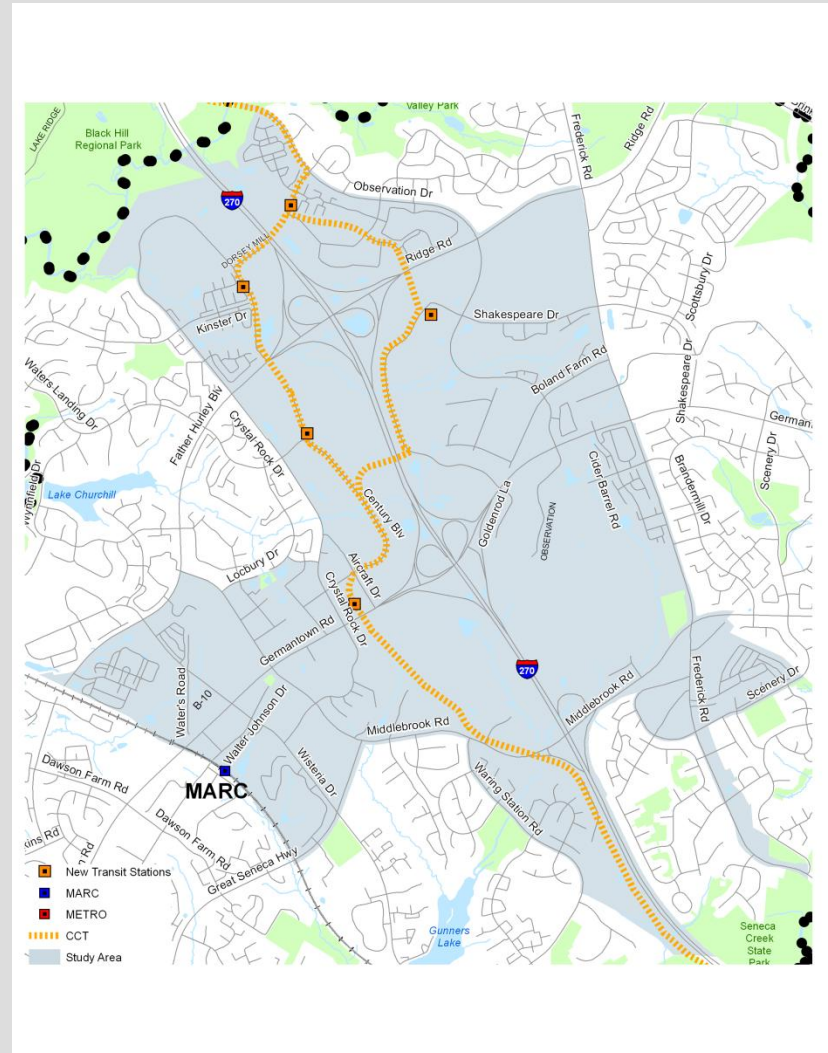 Valley Park
LAKE RIDGE
Black Hill
Regional Park
Frederick Rd
Ridge Rd
270
Observation Dr
DORSEY MILL
Ridge Rd
Scottsbury Dr
Kinster Dr
Shakespeare Dr
Boland Farm Rd
Shakespeare Dr
Waters Landing Dr
Father Hurley Blv
Crystal Rock Dr
Scenery Dr
Wynnfield Dr
Lake Churchill
Cider Barrel Rd
Brandermill Dr
Century Blv
Goldenrod La
OBSERVATION
Locbury Dr
Aircraft Dr
Crystal Rock Dr
Germantown Rd
270
Water's Road
B-10
Walter Johnson Dr
Middlebrook Rd
Middlebrook Rd
Frederick Rd
Scenery Dr
Wisteria Dr
MARC
Dawson Farm Rd
Dawson Farm Rd
Waring Station Rd
Great Seneca Hwy
Gunners
Lake
Seneca
Creek
State
Park
New Transit Stations
MARC
METRO
CCT
Study Area